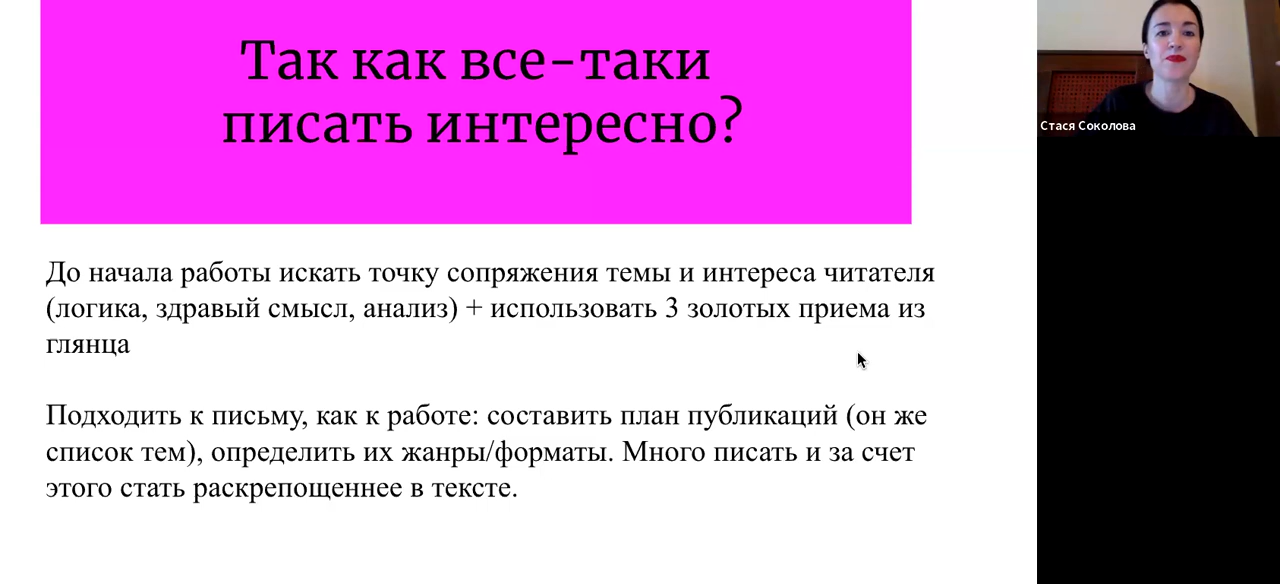 Так как все-таки
писать интересно?
Стася Соколова
До начала работы искать точку сопряжения темы и интереса читателя
(логика, здравый смысл, анализ) + использовать 3 золотых приема из
глянца
Подходить к письму, как к работе: составить план публикаций (он же
список тем), определить их жанры/форматы. Много писать и за счет
этого стать раскрепощеннее в тексте.